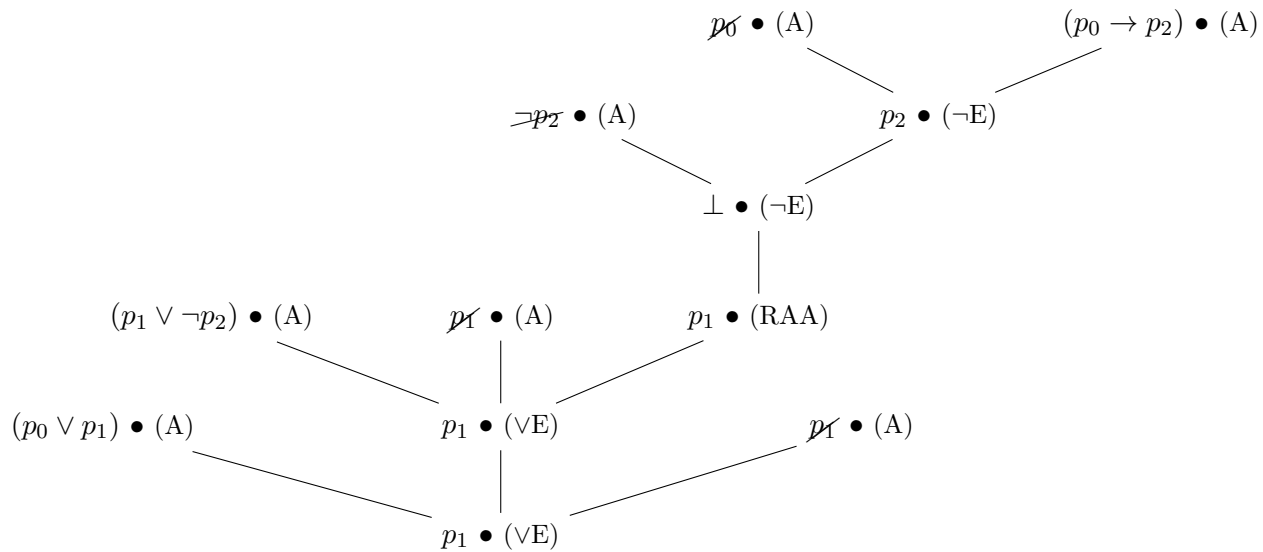 p₀ • (A) (p₀ → p₂) • (A)
¬p₂ • (A) p₂ • (¬E)
⊥ • (¬E)
(p₁ ∨ ¬p₂) • (A) p₁ • (A) p₁ • (RAA)
(p₀ ∨ p₁) • (A) p₁ • (∨E) p₁ • (A)
p₁ • (∨E)